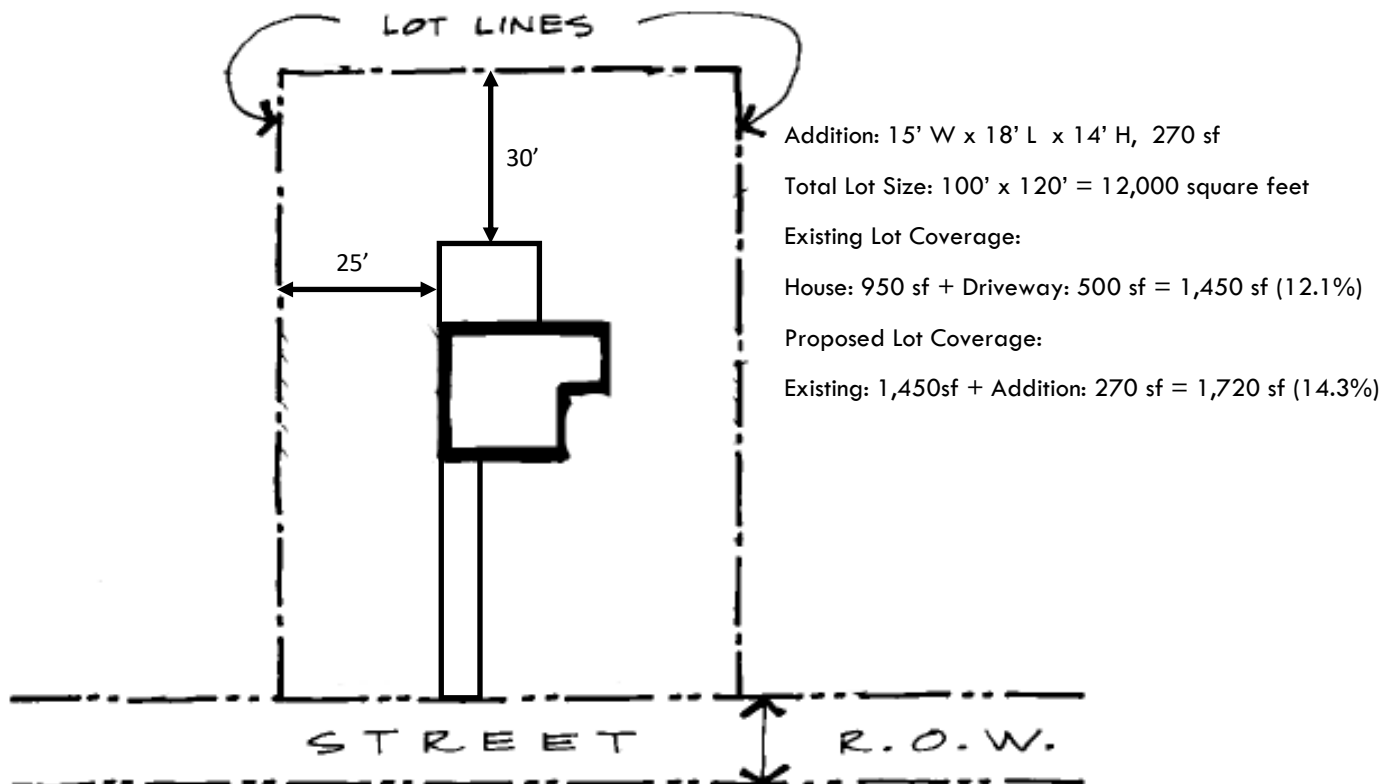 LOT LINES
30’
25’
Addition: 15’ W x 18’ L x 14’ H, 270 sf
Total Lot Size: 100’ x 120’ = 12,000 square feet
Existing Lot Coverage:
House: 950 sf + Driveway: 500 sf = 1,450 sf (12.1%)
Proposed Lot Coverage:
Existing: 1,450sf + Addition: 270 sf = 1,720 sf (14.3%)
STREET R.O.W.